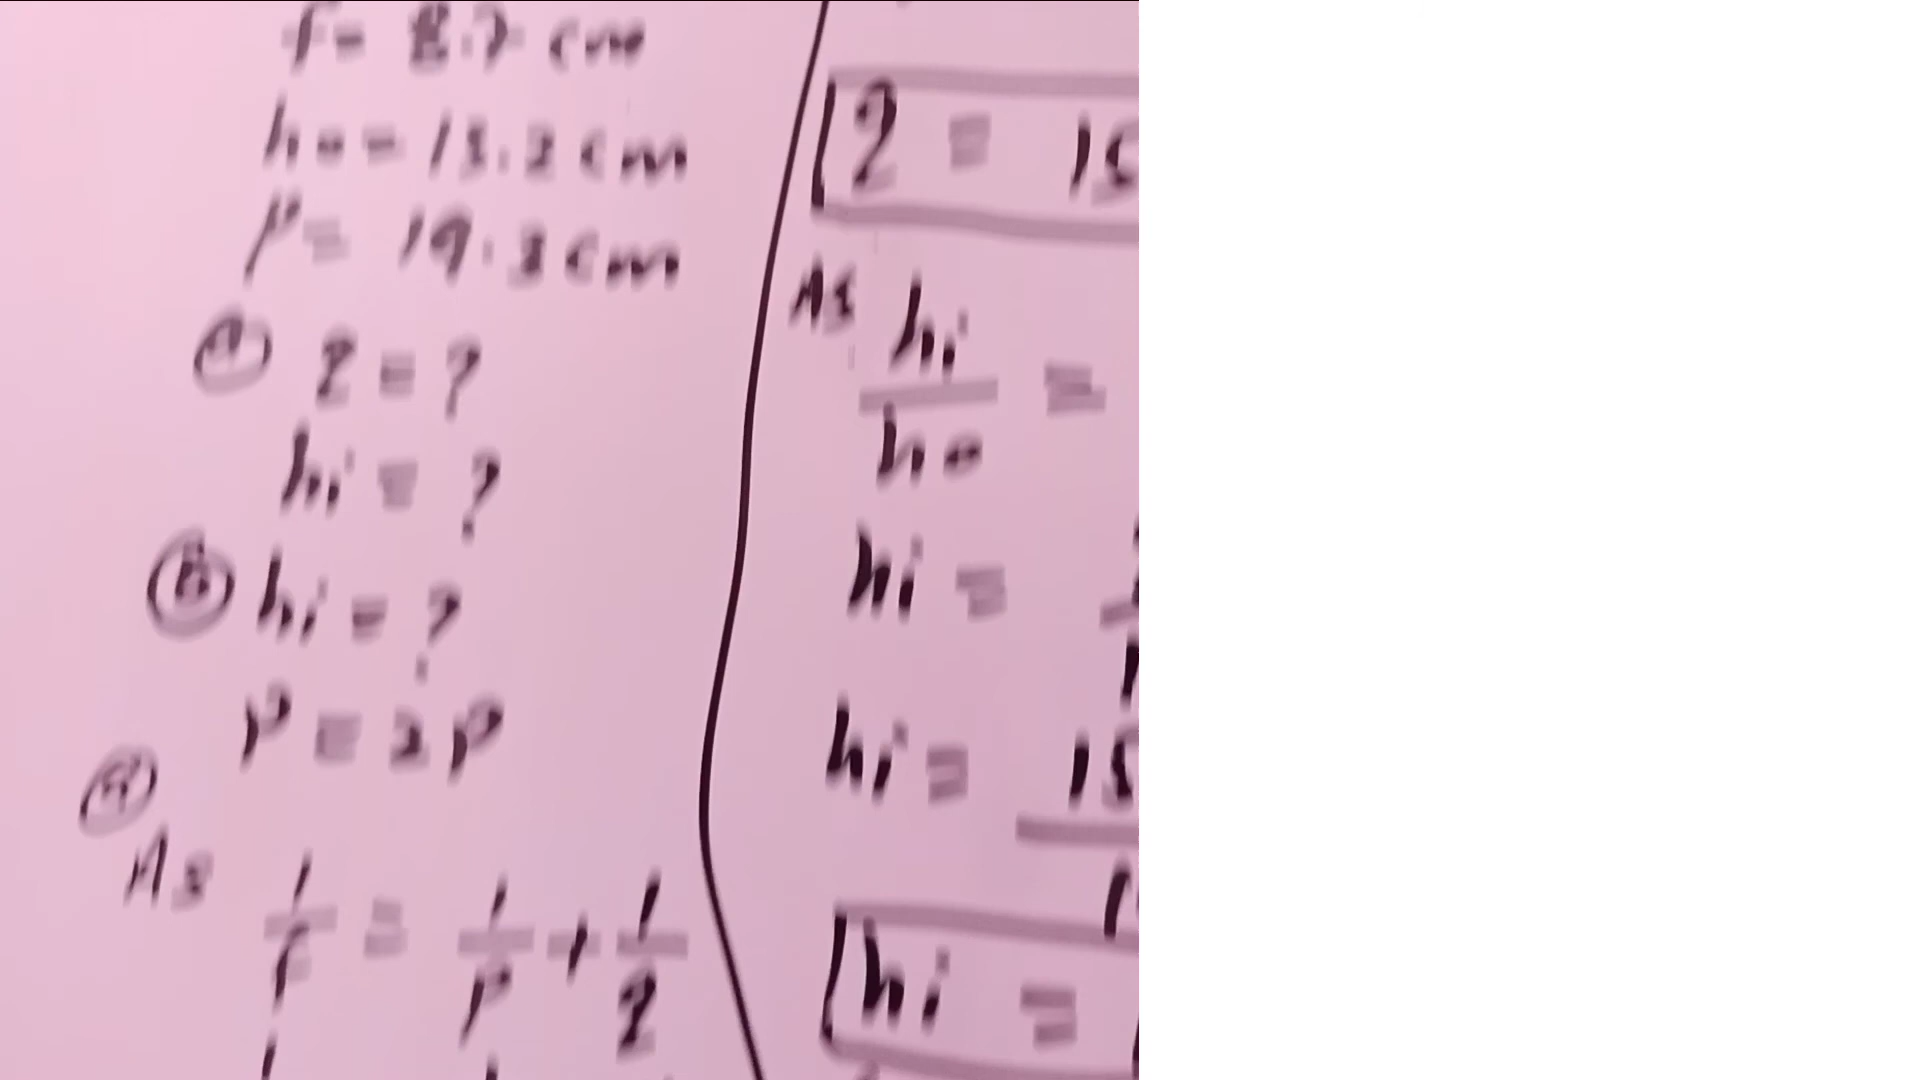 f = 8.7 cm
ho = 13.2 cm
P = 19.3 cm
(a) q = ?
hi = ?
(b) hi = ?
P = 2P
(a)
As
1/f = 1/P + 1/q
q = 15
As hi/ho =
hi =
hi = 15
hi =